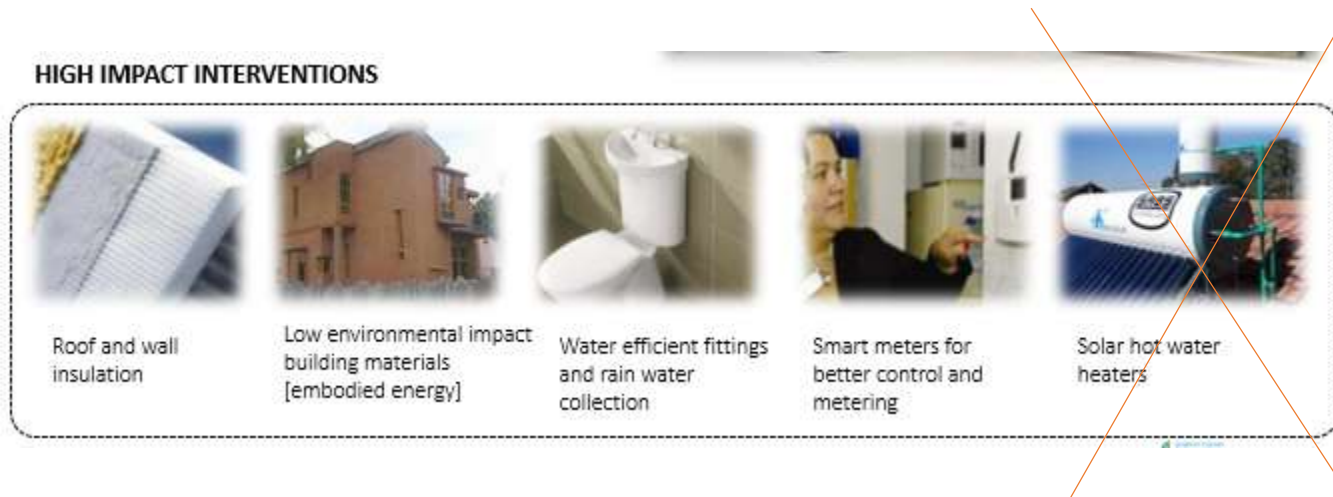 HIGH IMPACT INTERVENTIONS
Roof and wall
insulation
Low environmental impact
building materials
[embodied energy]
Water efficient fittings
and rain water
collection
Smart meters for
better control and
metering
Solar hot water
heaters